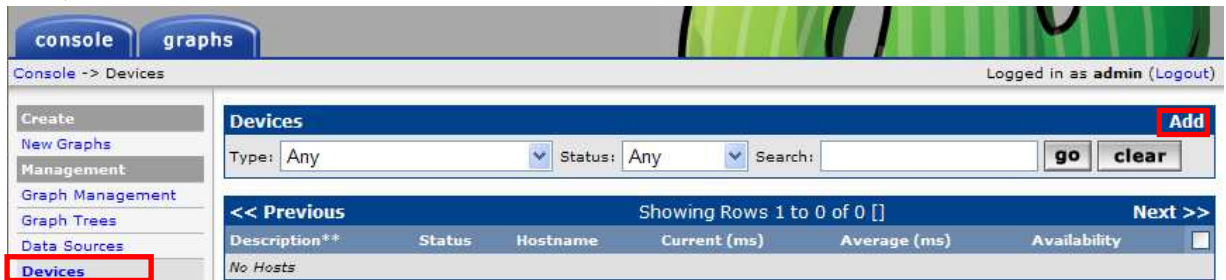 console graphs
Console -> Devices Logged in as admin (Logout)
Create
New Graphs
Management
Graph Management
Graph Trees
Data Sources
Devices
Devices Add
Type: Any Status: Any Search: go clear
<< Previous Showing Rows 1 to 0 of 0 [] Next >>
Description** Status Hostname Current (ms) Average (ms) Availability
No Hosts